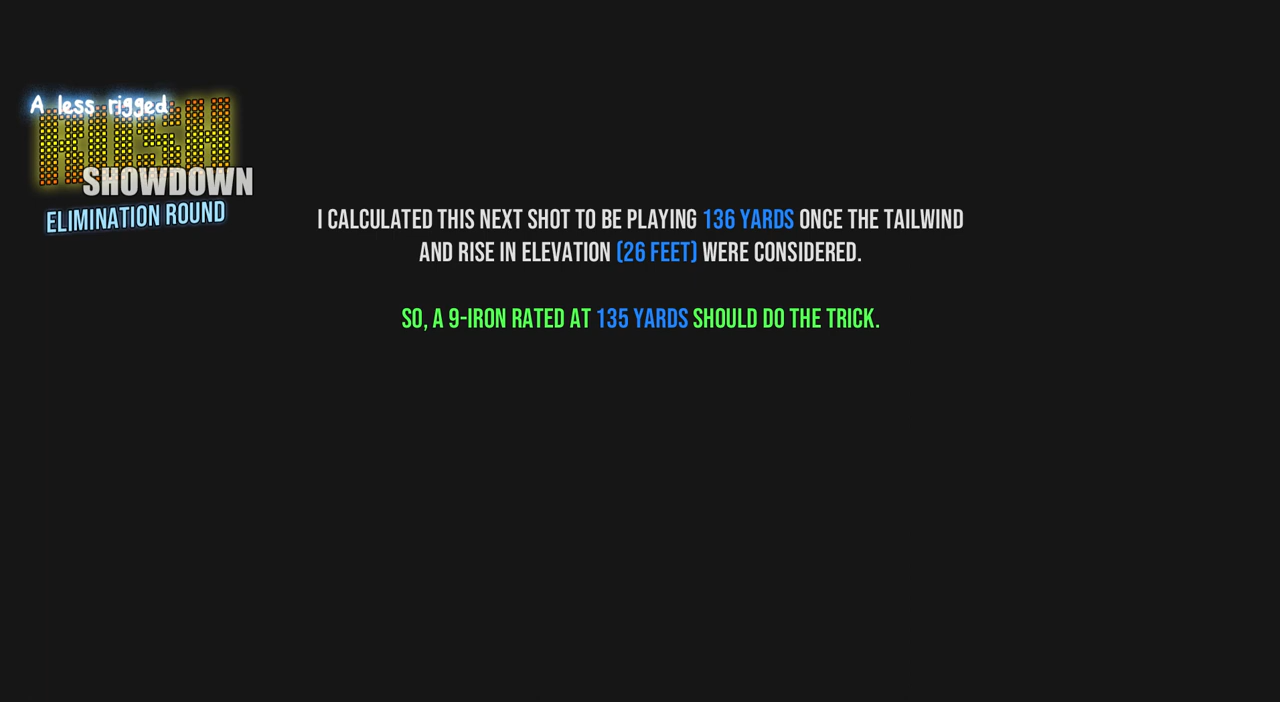 A less rigged
RUSH
SHOWDOWN
ELIMINATION ROUND
I CALCULATED THIS NEXT SHOT TO BE PLAYING 136 YARDS ONCE THE TAILWIND
AND RISE IN ELEVATION (26 FEET) WERE CONSIDERED.
SO, A 9-IRON RATED AT 135 YARDS SHOULD DO THE TRICK.